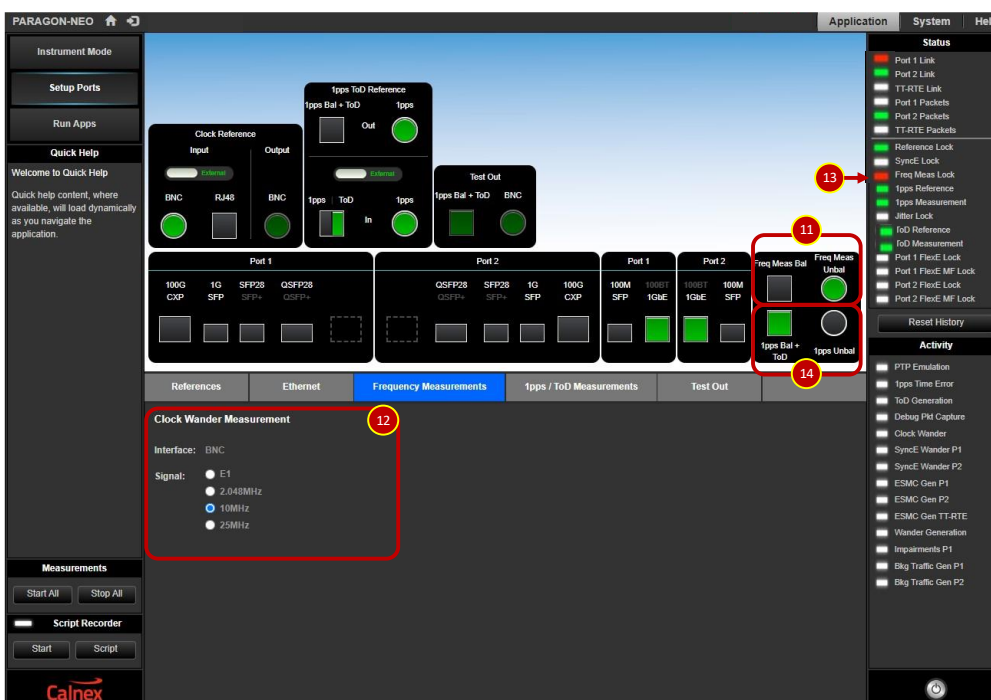 PARAGON-NEO
Application System Hel
Instrument Mode
Setup Ports
Run Apps
Quick Help
Welcome to Quick Help
Quick help content, where
available, will load dynamically
as you navigate the
application.
Measurements
Start All Stop All
Script Recorder
Start Script
Calnex
1pps ToD Reference
1pps Bal + ToD 1pps
Out
External
1pps ToD 1pps
In
Clock Reference
Input Output
External
BNC RJ48 BNC
Test Out
1pps Bal + ToD BNC
Port 1
100G CXP
1G SFP
SFP28 SFP+
QSFP28 QSFP+
Port 2
QSFP28 QSFP+
SFP28 SFP+
1G SFP
100G CXP
Port 1
100M SFP
100BT 1GbE
Port 2
100BT 1GbE
100M SFP
11
Freq Meas Bal
Freq Meas
Unbal
1pps Bal +
ToD
1pps Unbal
14
References Ethernet Frequency Measurements 1pps / ToD Measurements Test Out
Clock Wander Measurement
12
Interface: BNC
Signal: E1
2.048MHz
10MHz
25MHz
13
Status
Port 1 Link
Port 2 Link
TT-RTE Link
Port 1 Packets
Port 2 Packets
TT-RTE Packets
Reference Lock
SyncE Lock
Freq Meas Lock
1pps Reference
1pps Measurement
Jitter Lock
ToD Reference
ToD Measurement
Port 1 FlexE Lock
Port 1 FlexE MF Lock
Port 2 FlexE Lock
Port 2 FlexE MF Lock
Reset History
Activity
PTP Emulation
1pps Time Error
ToD Generation
Debug Pkt Capture
Clock Wander
SyncE Wander P1
SyncE Wander P2
ESMC Gen P1
ESMC Gen P2
ESMC Gen TT-RTE
Wander Generation
Impairments P1
Bkg Traffic Gen P1
Bkg Traffic Gen P2